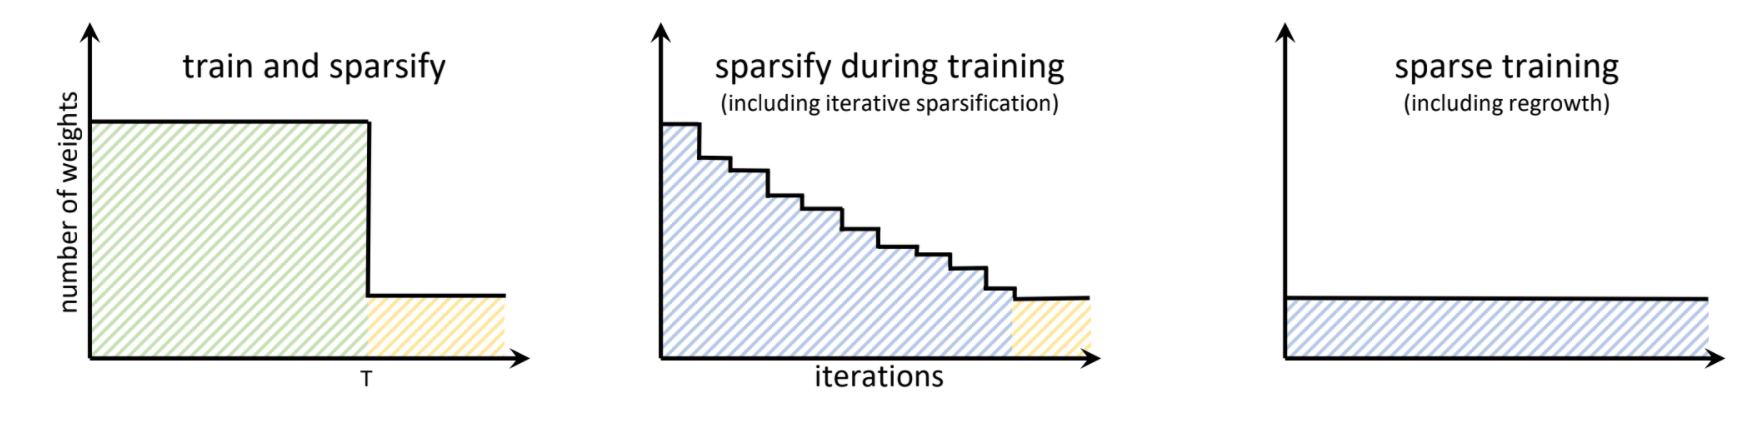 train and sparsify
number of weights
T
sparsify during training
(including iterative sparsification)
iterations
sparse training
(including regrowth)